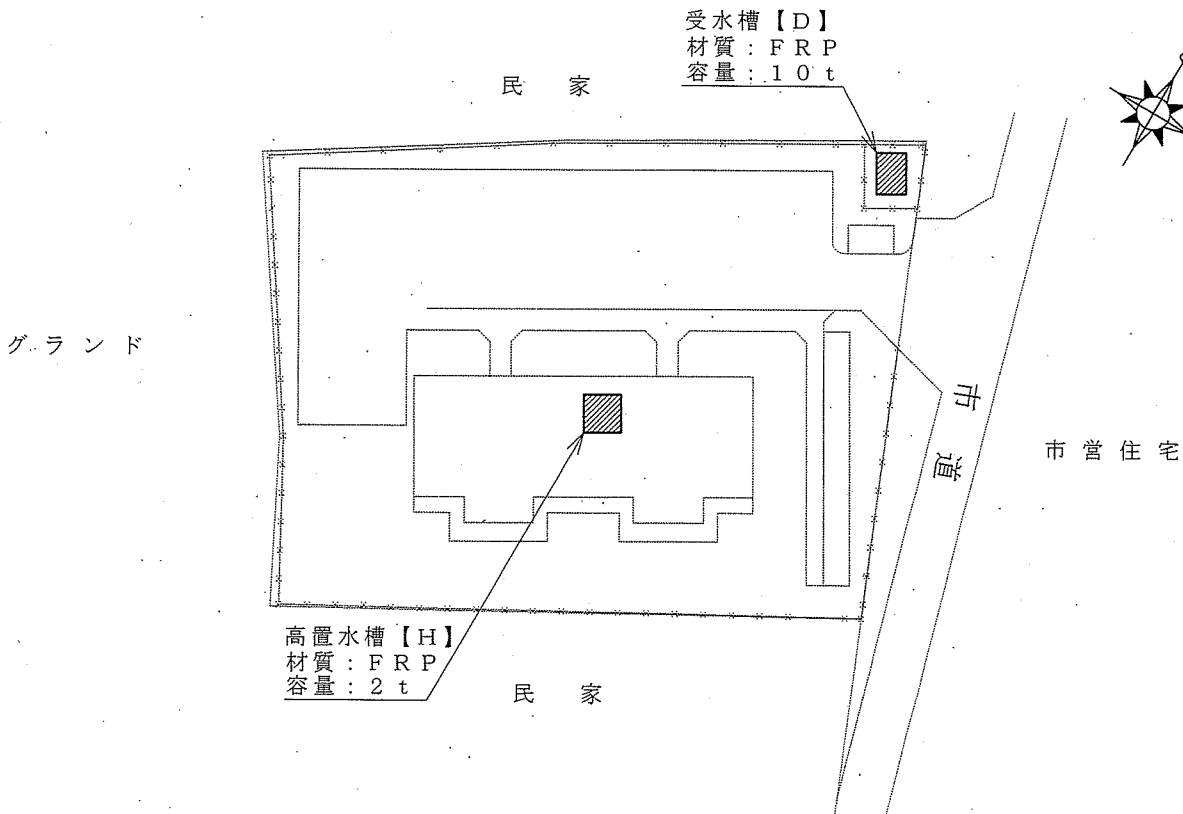 受水槽【D】
材質：FRP
容量：10t
民家
グランド
市道
市営住宅
高置水槽【H】
材質：FRP
容量：2t
民家